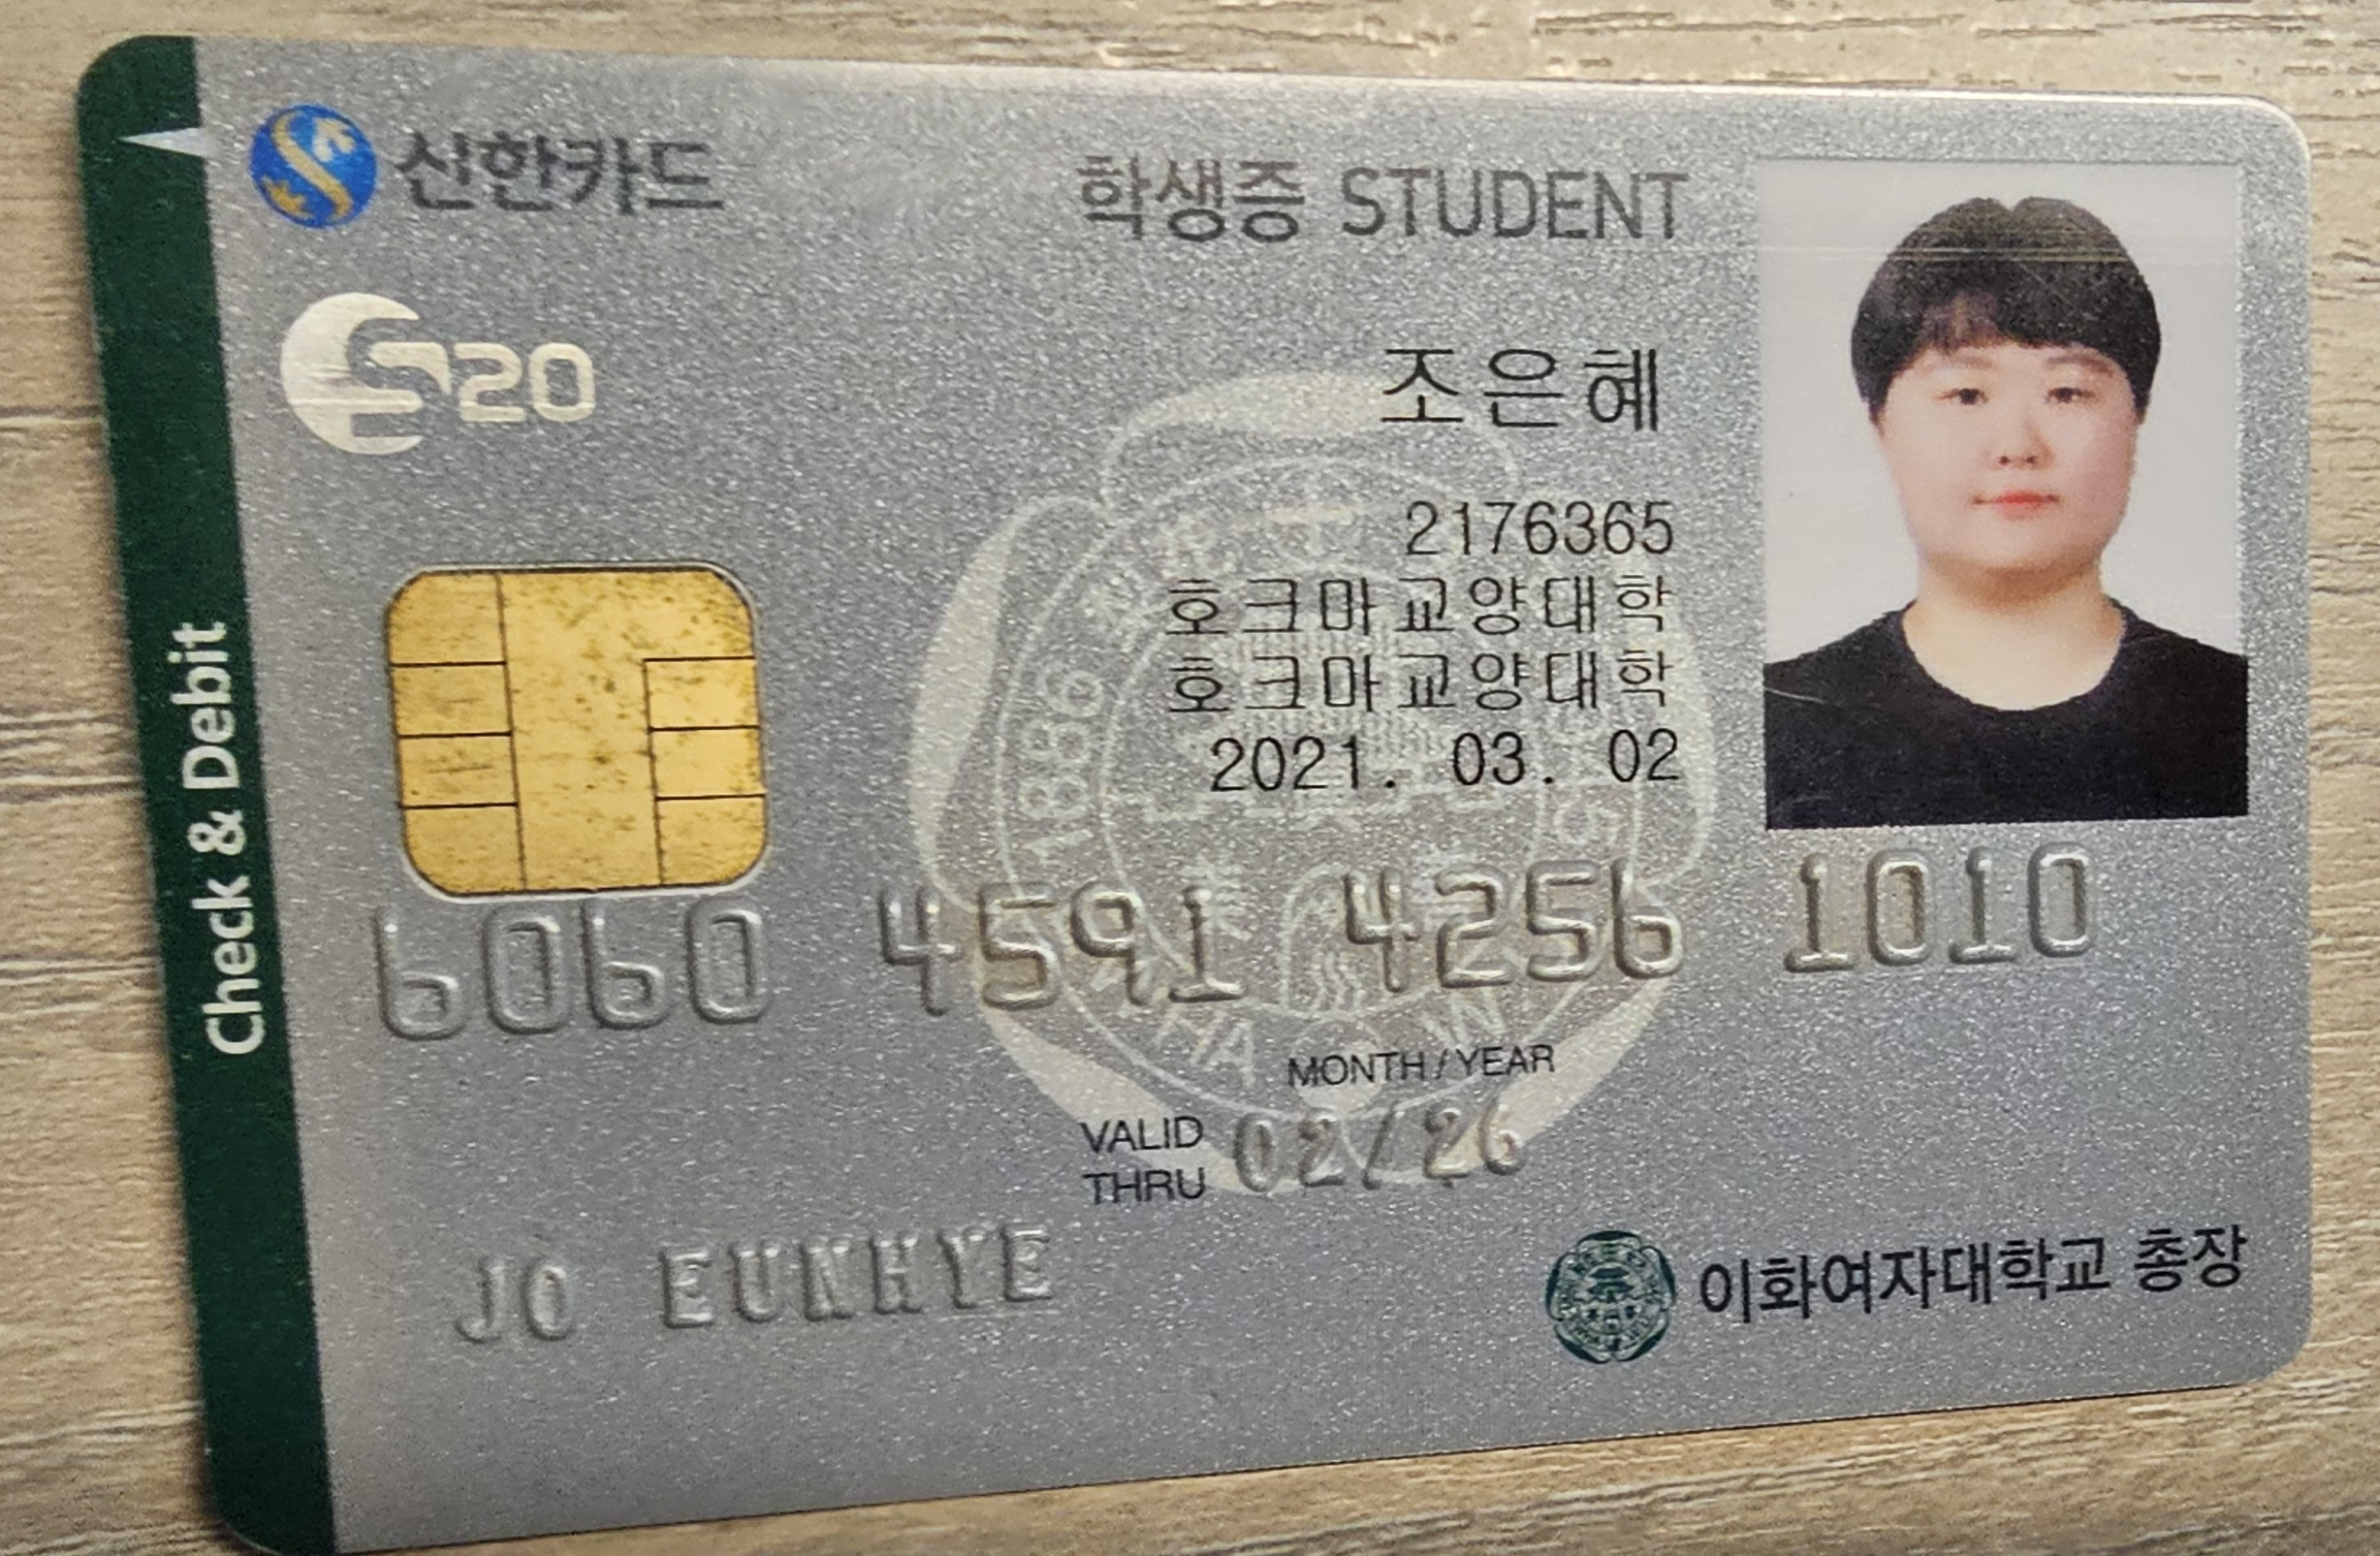 신한카드
학생증 STUDENT
S20
조은혜
2176365
호크마교양대학
호크마교양대학
2021. 03. 02
Check & Debit
1886
6060 4591 4256 1010
MONTH / YEAR
VALID THRU 02/26
JO EUNHYE
이화여자대학교 총장